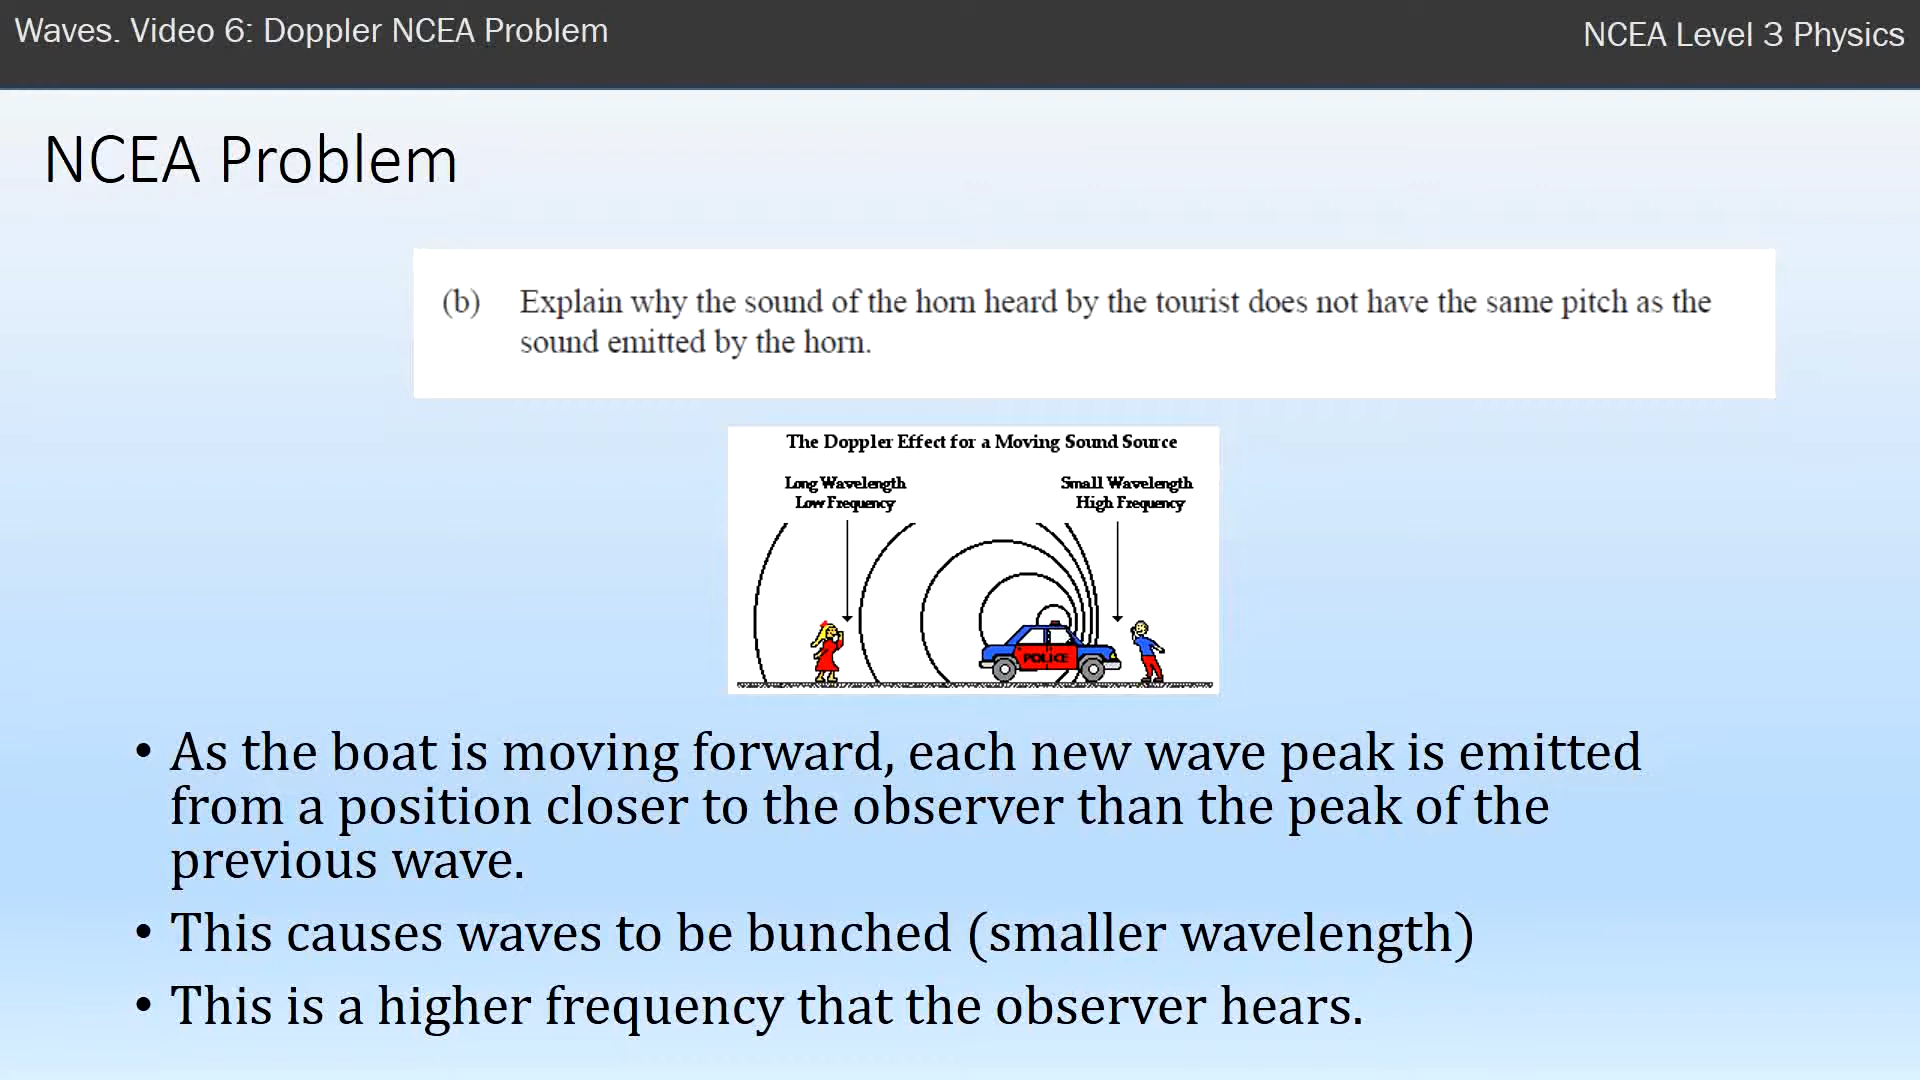 Waves. Video 6: Doppler NCEA Problem
NCEA Level 3 Physics
NCEA Problem
(b) Explain why the sound of the horn heard by the tourist does not have the same pitch as the
sound emitted by the horn.
The Doppler Effect for a Moving Sound Source
Long Wavelength
Low Frequency
Small Wavelength
High Frequency
POLICE
• As the boat is moving forward, each new wave peak is emitted
from a position closer to the observer than the peak of the
previous wave.
• This causes waves to be bunched (smaller wavelength)
• This is a higher frequency that the observer hears.